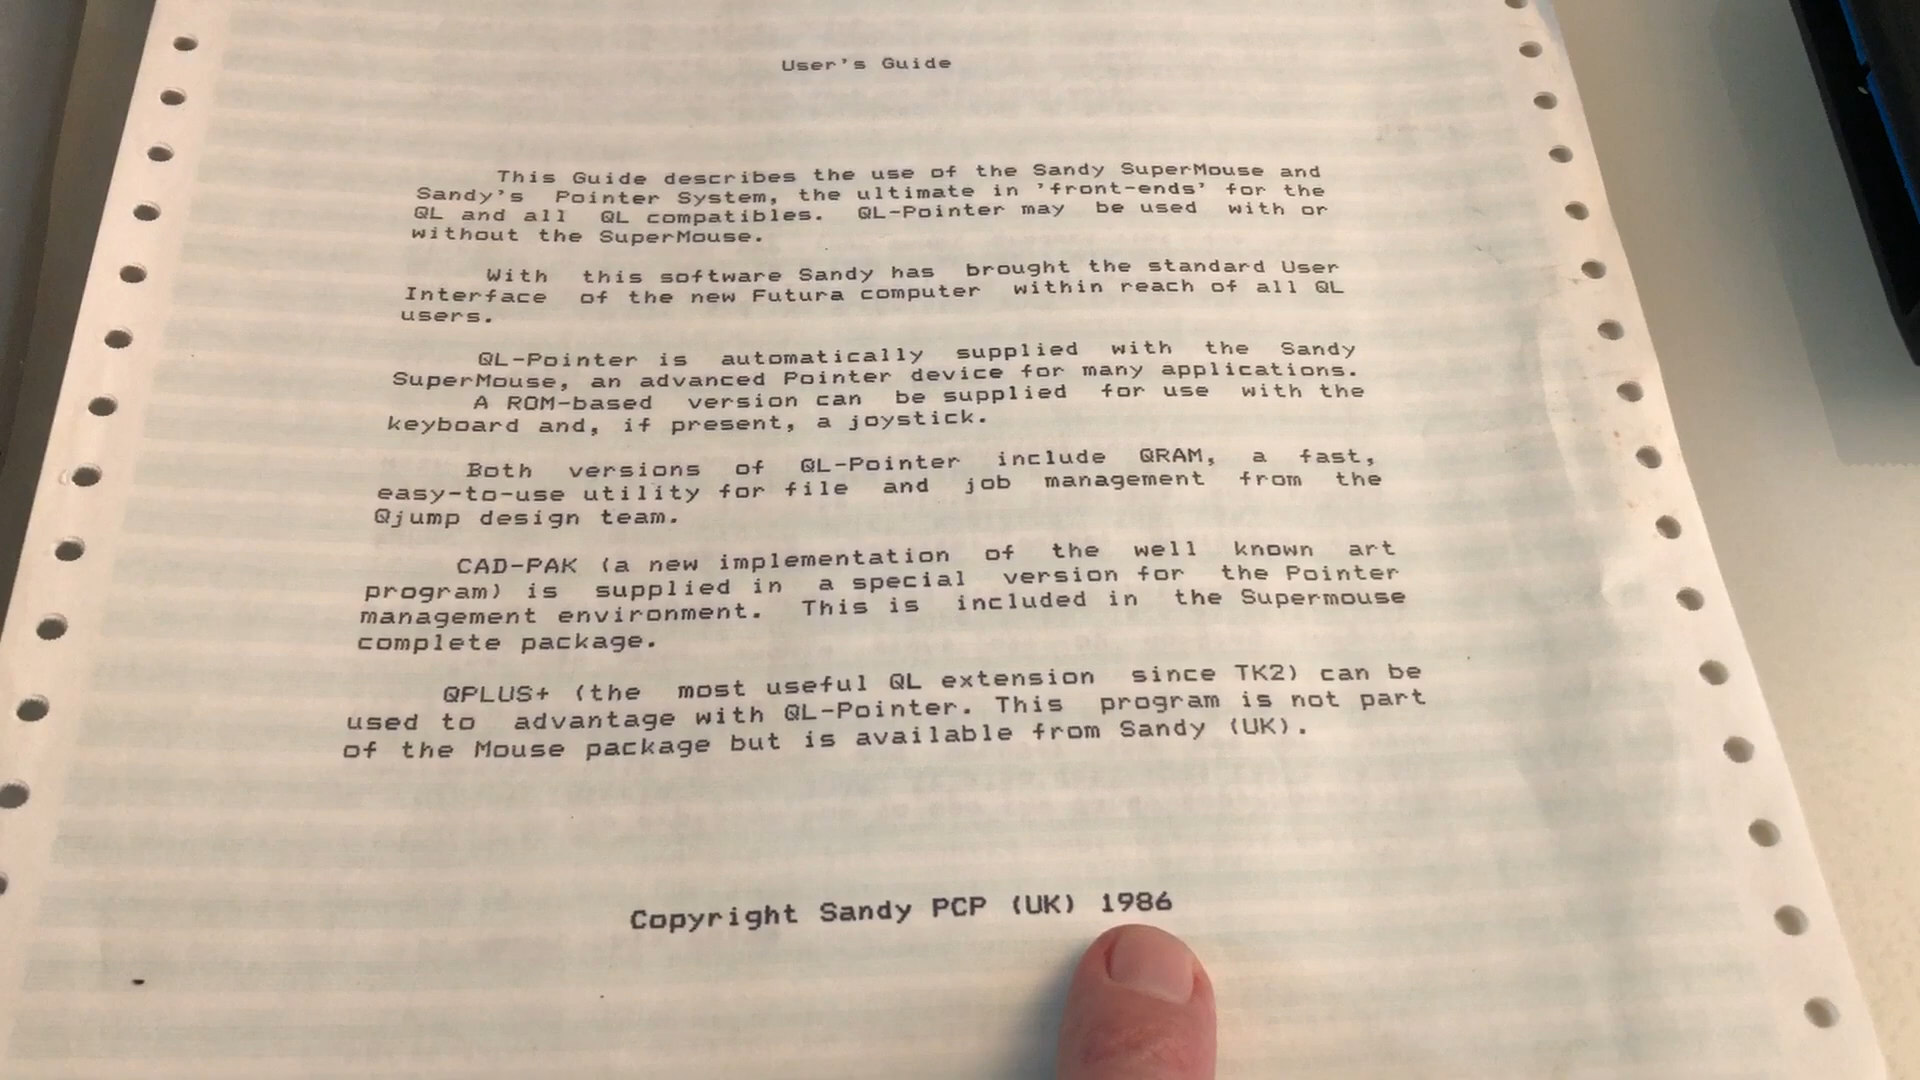 User's Guide
This Guide describes the use of the Sandy SuperMouse and
Sandy's Pointer System, the ultimate in 'front-ends' for the
QL and all QL compatibles. QL-Pointer may be used with or
without the SuperMouse.
With this software Sandy has brought the standard User
Interface of the new Futura computer within reach of all QL
users.
QL-Pointer is automatically supplied with the Sandy
SuperMouse, an advanced Pointer device for many applications.
A ROM-based version can be supplied for use with the
keyboard and, if present, a joystick.
Both versions of QL-Pointer include QRAM, a fast,
easy-to-use utility for file and job management from the
Qjump design team.
CAD-PAK (a new implementation of the well known art
program) is supplied in a special version for the Pointer
management environment. This is included in the Supermouse
complete package.
QPLUS+ (the most useful QL extension since TK2) can be
used to advantage with QL-Pointer. This program is not part
of the Mouse package but is available from Sandy (UK).
Copyright Sandy PCP (UK) 1986